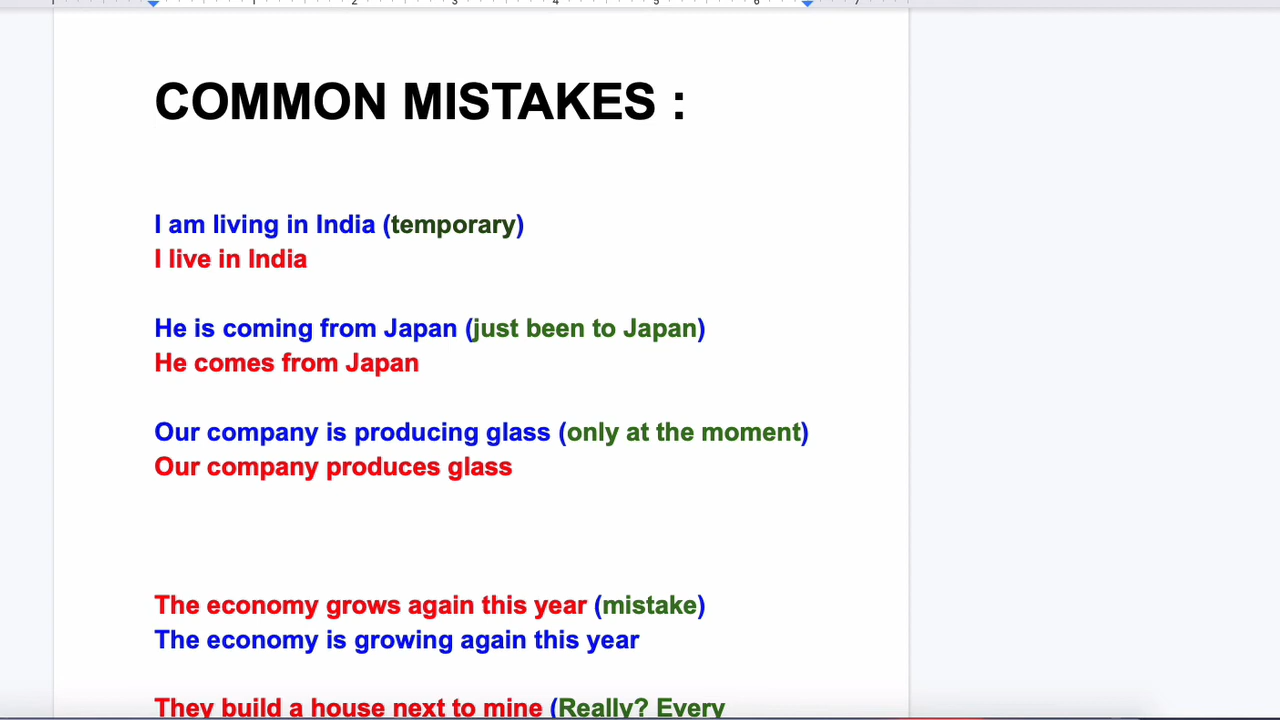 COMMON MISTAKES :
I am living in India (temporary)
I live in India
He is coming from Japan (just been to Japan)
He comes from Japan
Our company is producing glass (only at the moment)
Our company produces glass
The economy grows again this year (mistake)
The economy is growing again this year
They build a house next to mine (Really? Every